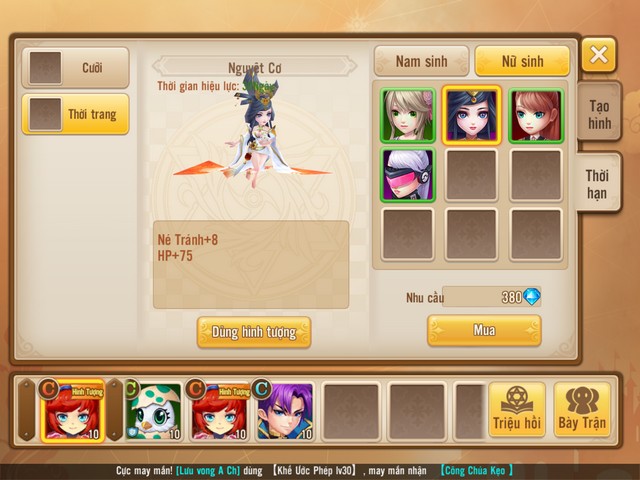 Cưỡi
Thời trang
Nguyệt Cơ
Thời gian hiệu lực:
Né Tránh+8
HP+75
Dùng hình tượng
Nam sinh
Nữ sinh
Tạo
hình
Thời
hạn
Nhu cầu
380
Mua
C
Hình Tượng
10
C
10
C
Hình Tượng
10
C
10
Triệu hồi
Bày Trận
Cực may mắn! [Lưu vong A Ch] dùng 【Khế Ước Phép lv30】 , may mắn nhận 【Công Chúa Kẹo 】